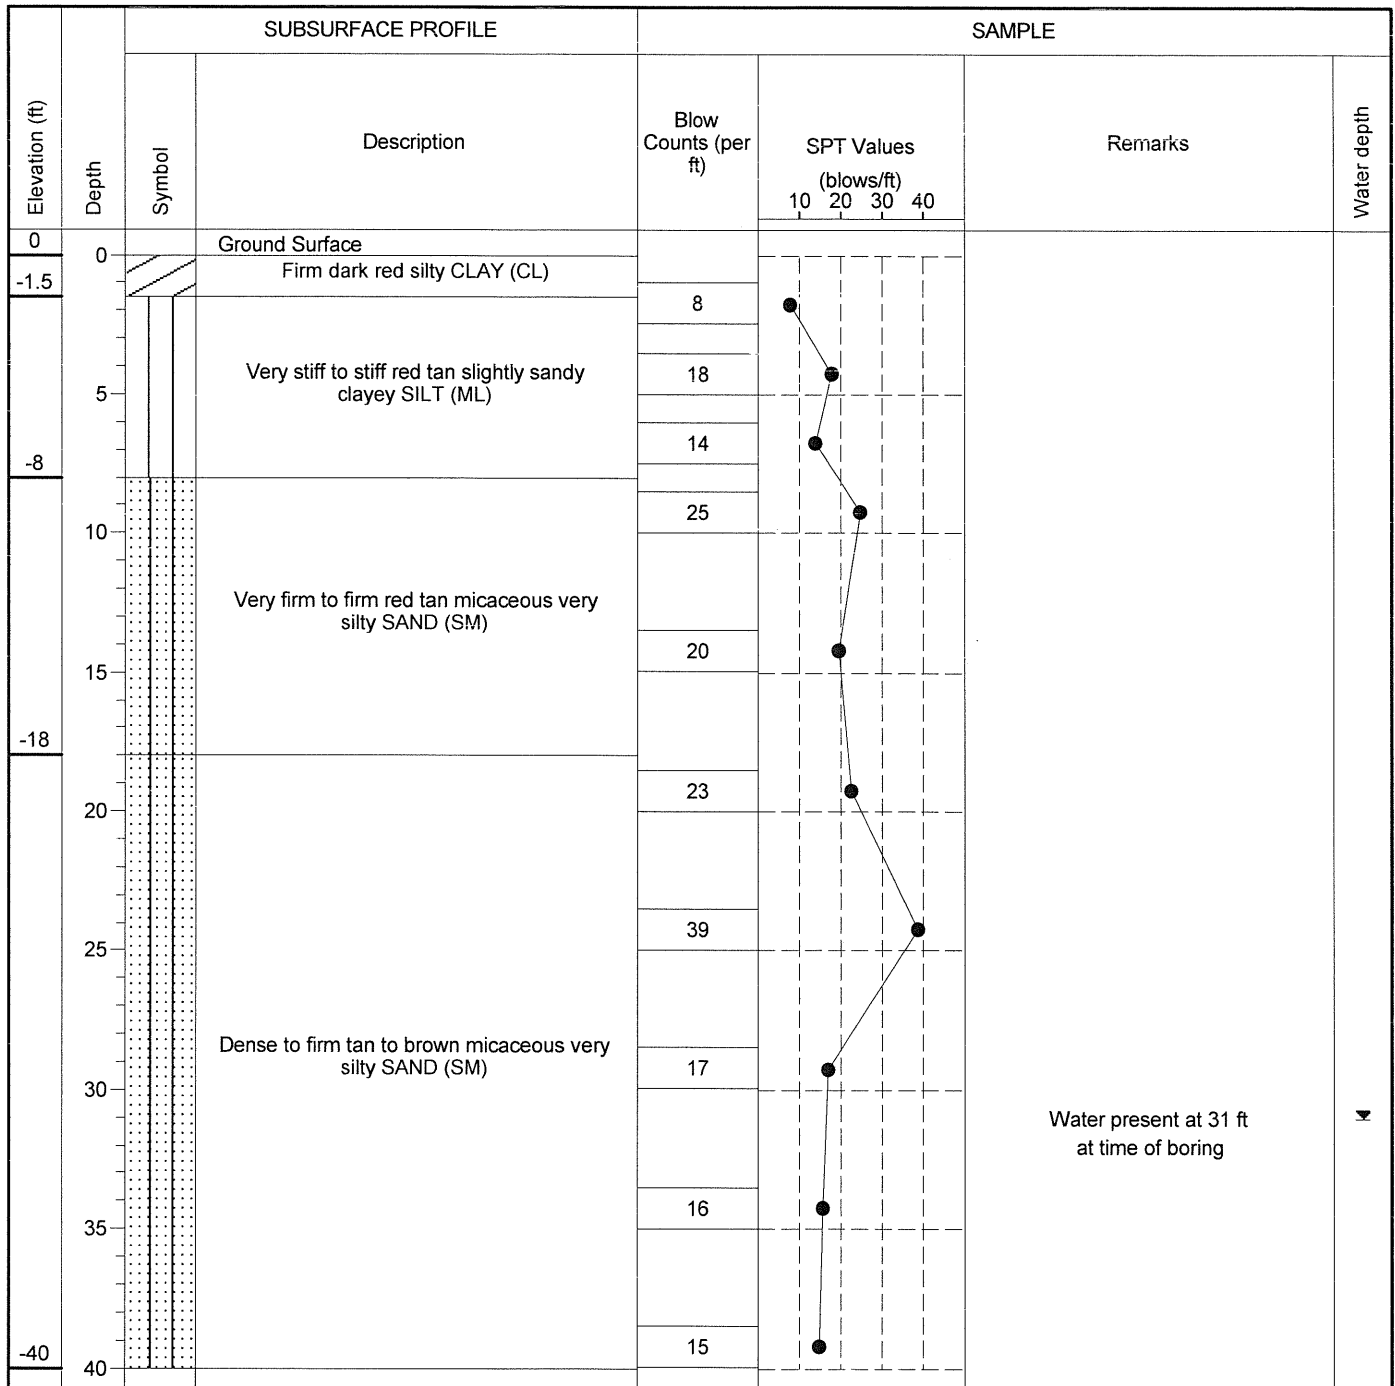 SUBSURFACE PROFILE
SAMPLE
Elevation (ft)
Depth
Symbol
Description
Blow
Counts (per
ft)
SPT Values
(blows/ft)
10 20 30 40
Remarks
Water depth
0
Ground Surface
0
Firm dark red silty CLAY (CL)
-1.5
8
Very stiff to stiff red tan slightly sandy
clayey SILT (ML)
18
5
14
-8
25
10
Very firm to firm red tan micaceous very
silty SAND (SM)
20
15
-18
23
20
39
25
Dense to firm tan to brown micaceous very
silty SAND (SM)
17
30
Water present at 31 ft
at time of boring
16
35
15
-40
40